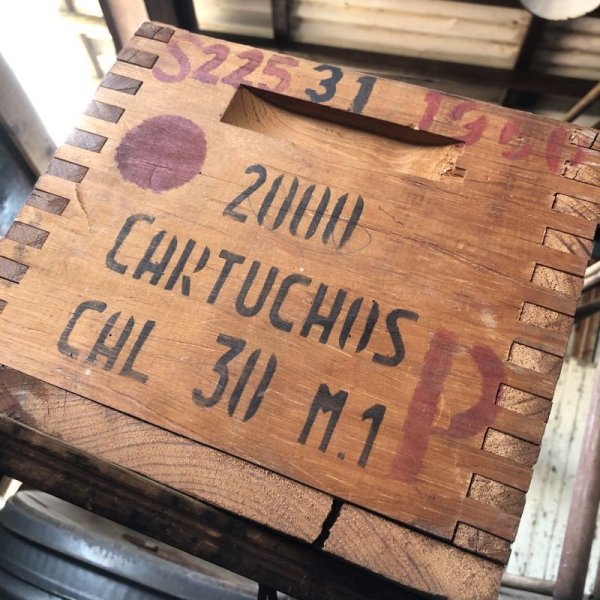 S225 31 1956
2000
CARTUCHOS
CAL 30 M.1
P